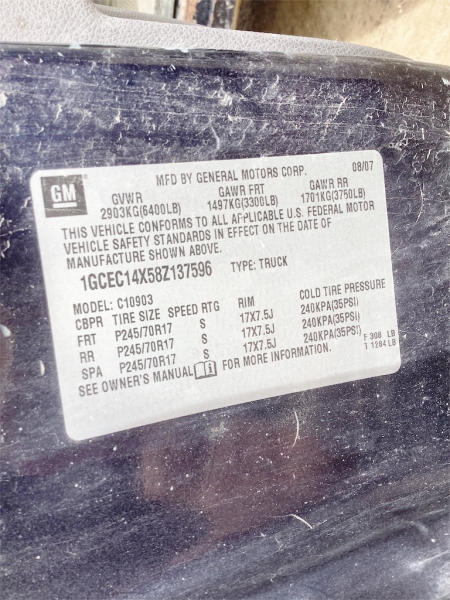 GM
MFD BY GENERAL MOTORS CORP. 08/07
GVWR GAWR FRT GAWR RR
2903KG(6400LB) 1497KG(3300LB) 1701KG(3750LB)
THIS VEHICLE CONFORMS TO ALL APPLICABLE U.S. FEDERAL MOTOR
VEHICLE SAFETY STANDARDS IN EFFECT ON THE DATE OF
MANUFACTURE SHOWN ABOVE.
1GCEC14X58Z137596 TYPE: TRUCK
MODEL: C10903
CBPR TIRE SIZE SPEED RTG RIM COLD TIRE PRESSURE
FRT P245/70R17 S 17X7.5J 240KPA(35PSI)
RR P245/70R17 S 17X7.5J 240KPA(35PSI)
SPA P245/70R17 S 17X7.5J 240KPA(35PSI) F 308 LB
SEE OWNER'S MANUAL FOR MORE INFORMATION. T 1284 LB